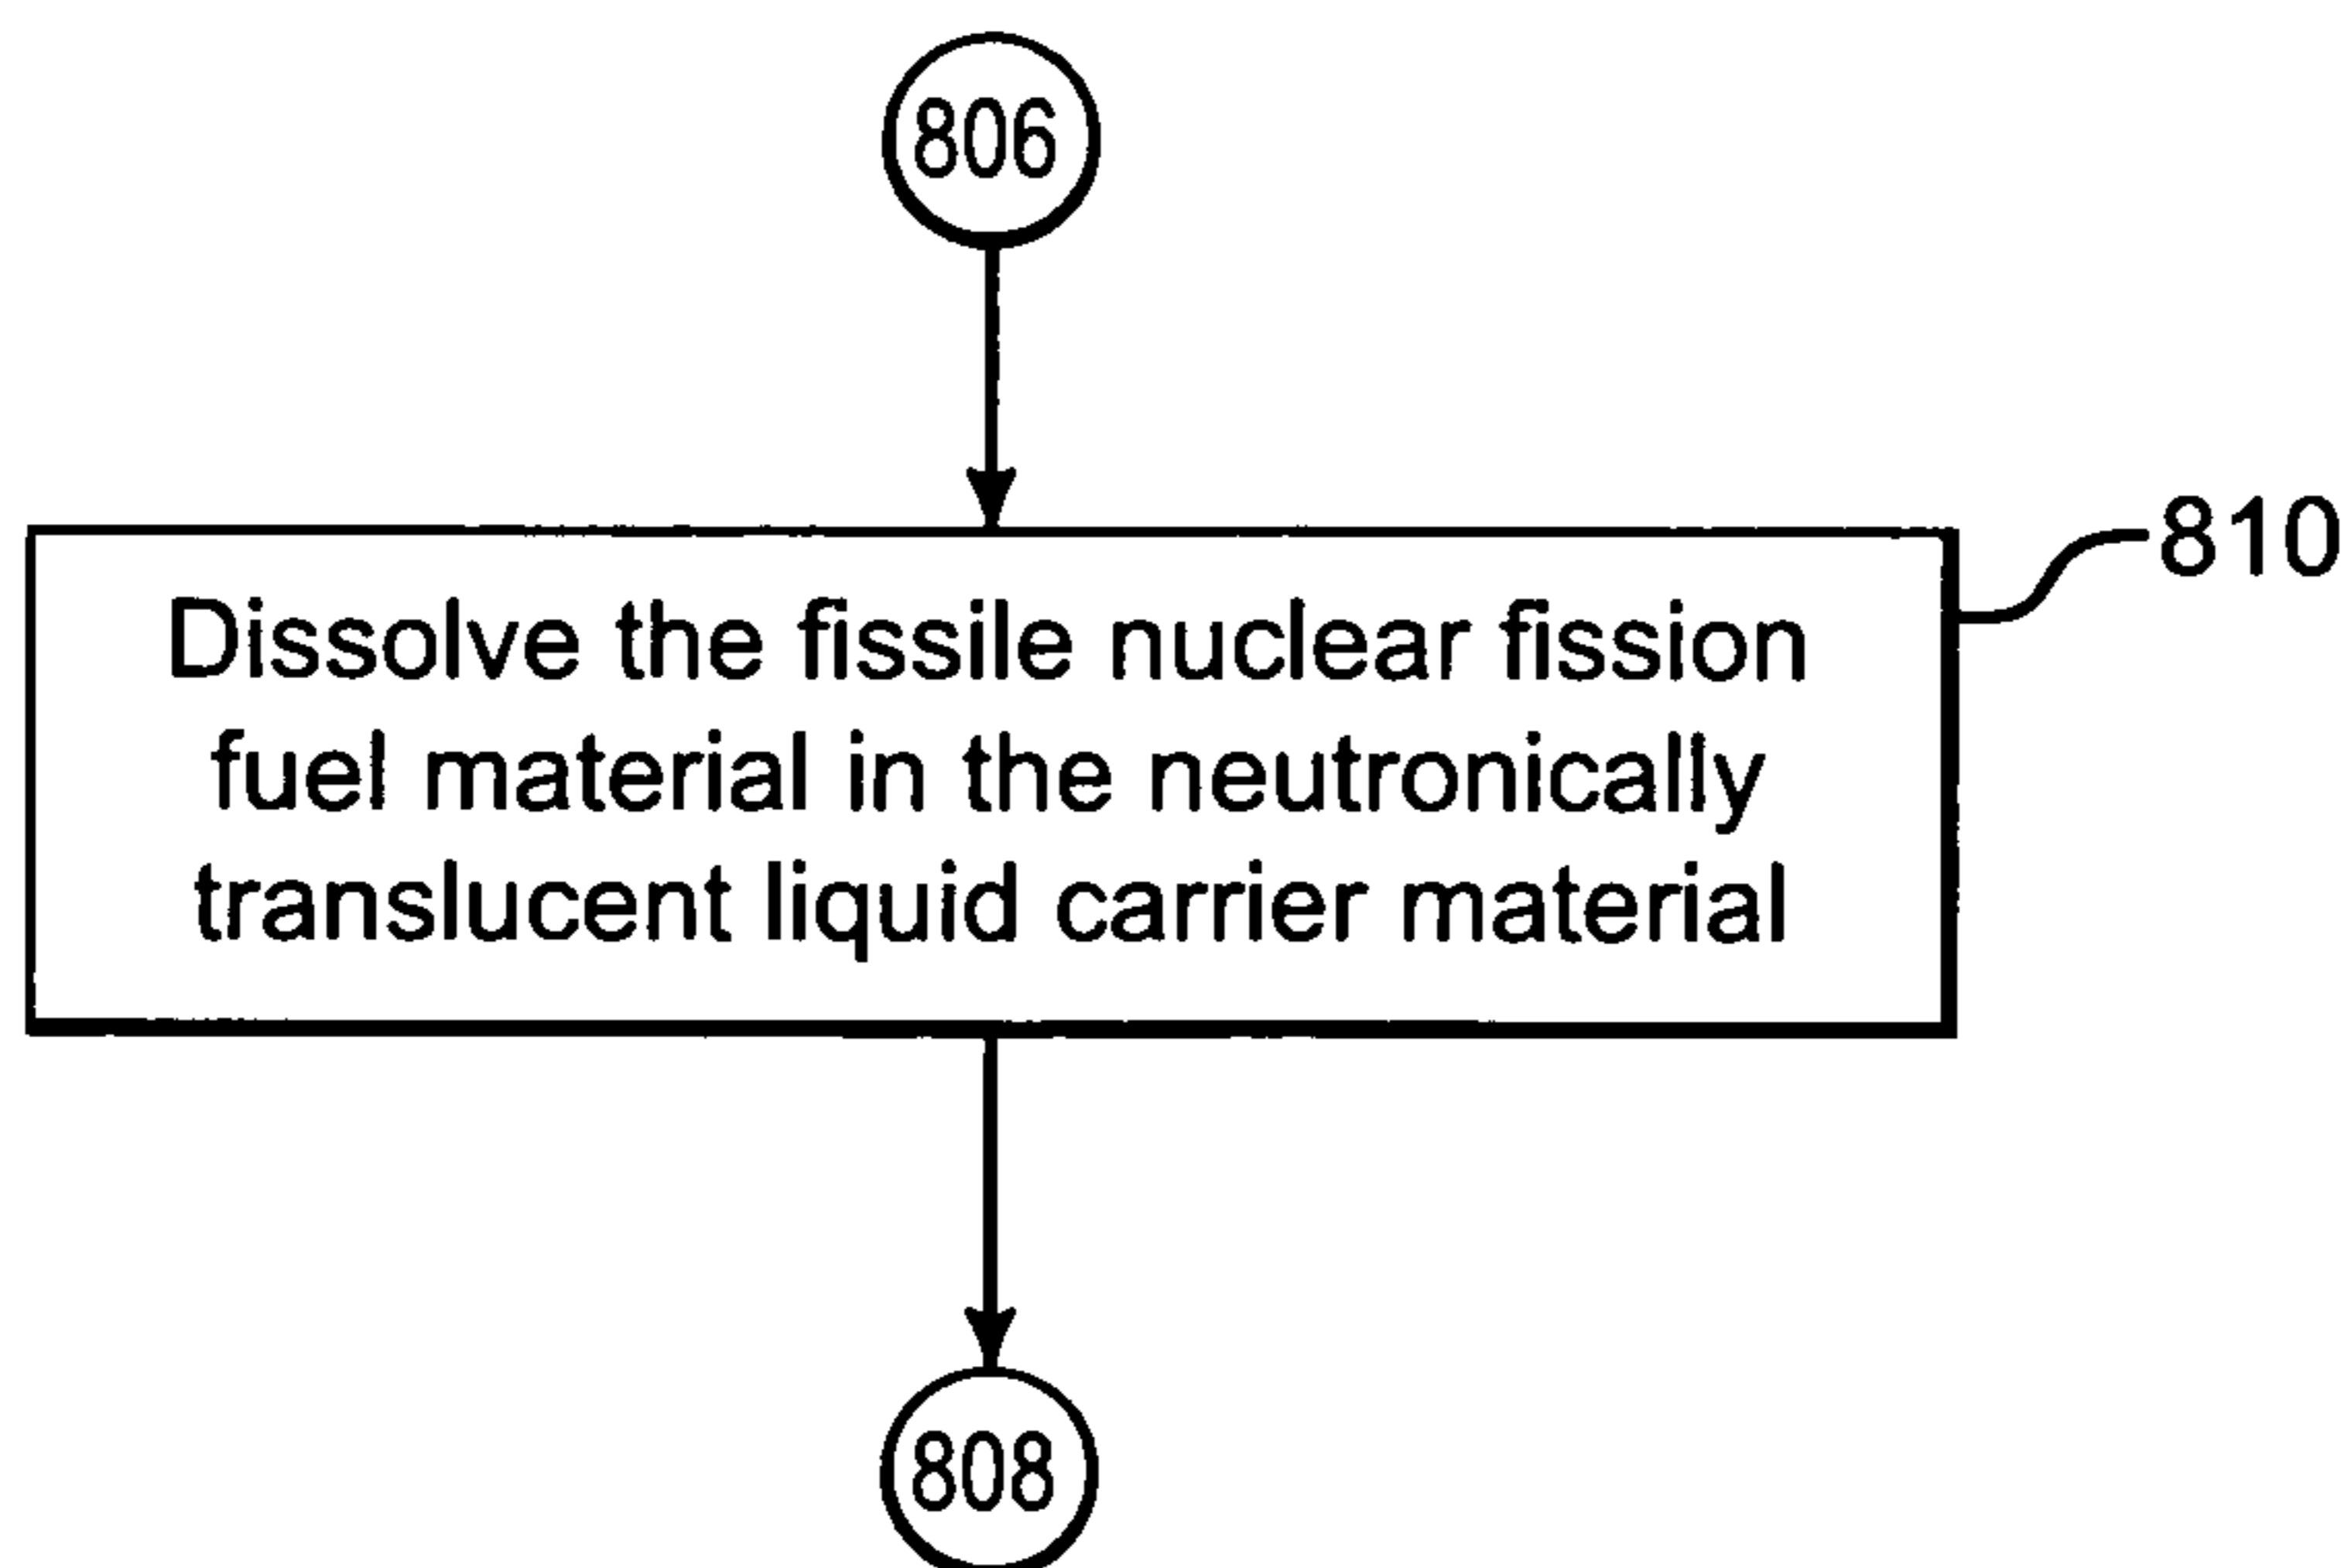 806
810
Dissolve the fissile nuclear fission
fuel material in the neutronically
translucent liquid carrier material
808